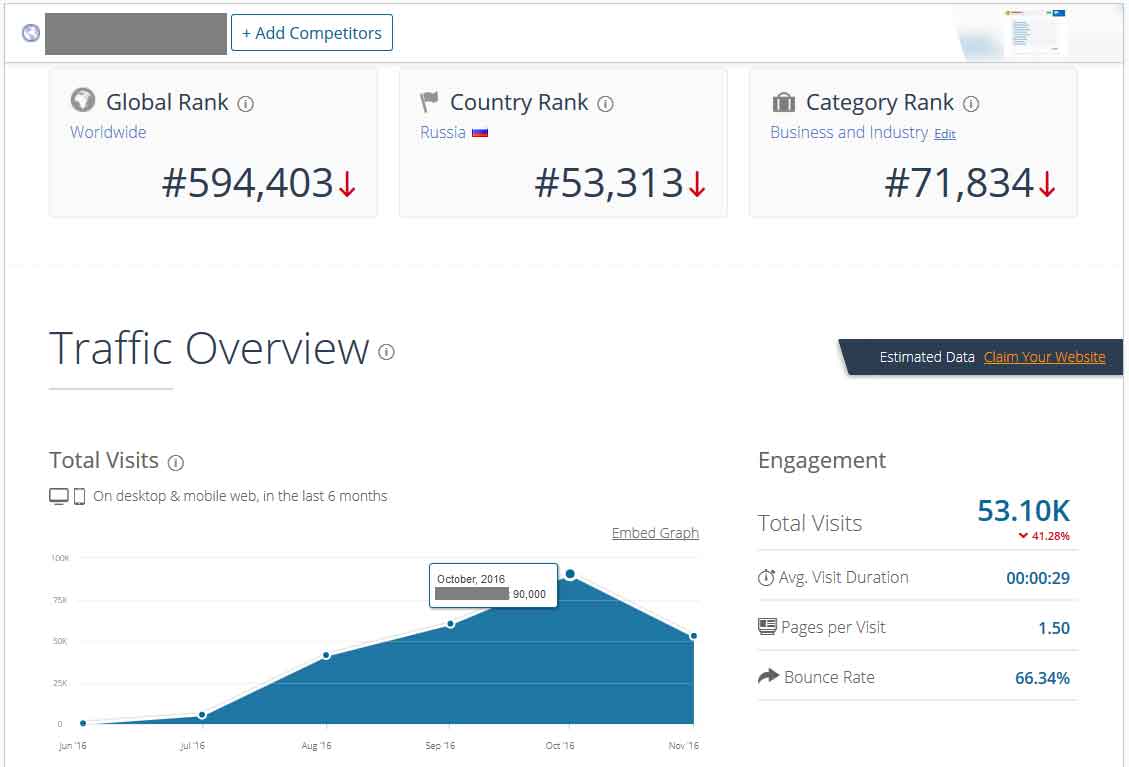 + Add Competitors
Global Rank
Country Rank
Category Rank
Worldwide
Russia
Business and Industry Edit
#594,403
#53,313
#71,834
Traffic Overview
Estimated Data Claim Your Website
Total Visits
Engagement
On desktop & mobile web, in the last 6 months
Total Visits
53.10K
41.28%
Embed Graph
Avg. Visit Duration 00:00:29
Pages per Visit 1.50
Bounce Rate 66.34%
October, 2016
: 90,000
100K
75K
50K
25K
0
Jun '16 Jul '16 Aug '16 Sep '16 Oct '16 Nov '16